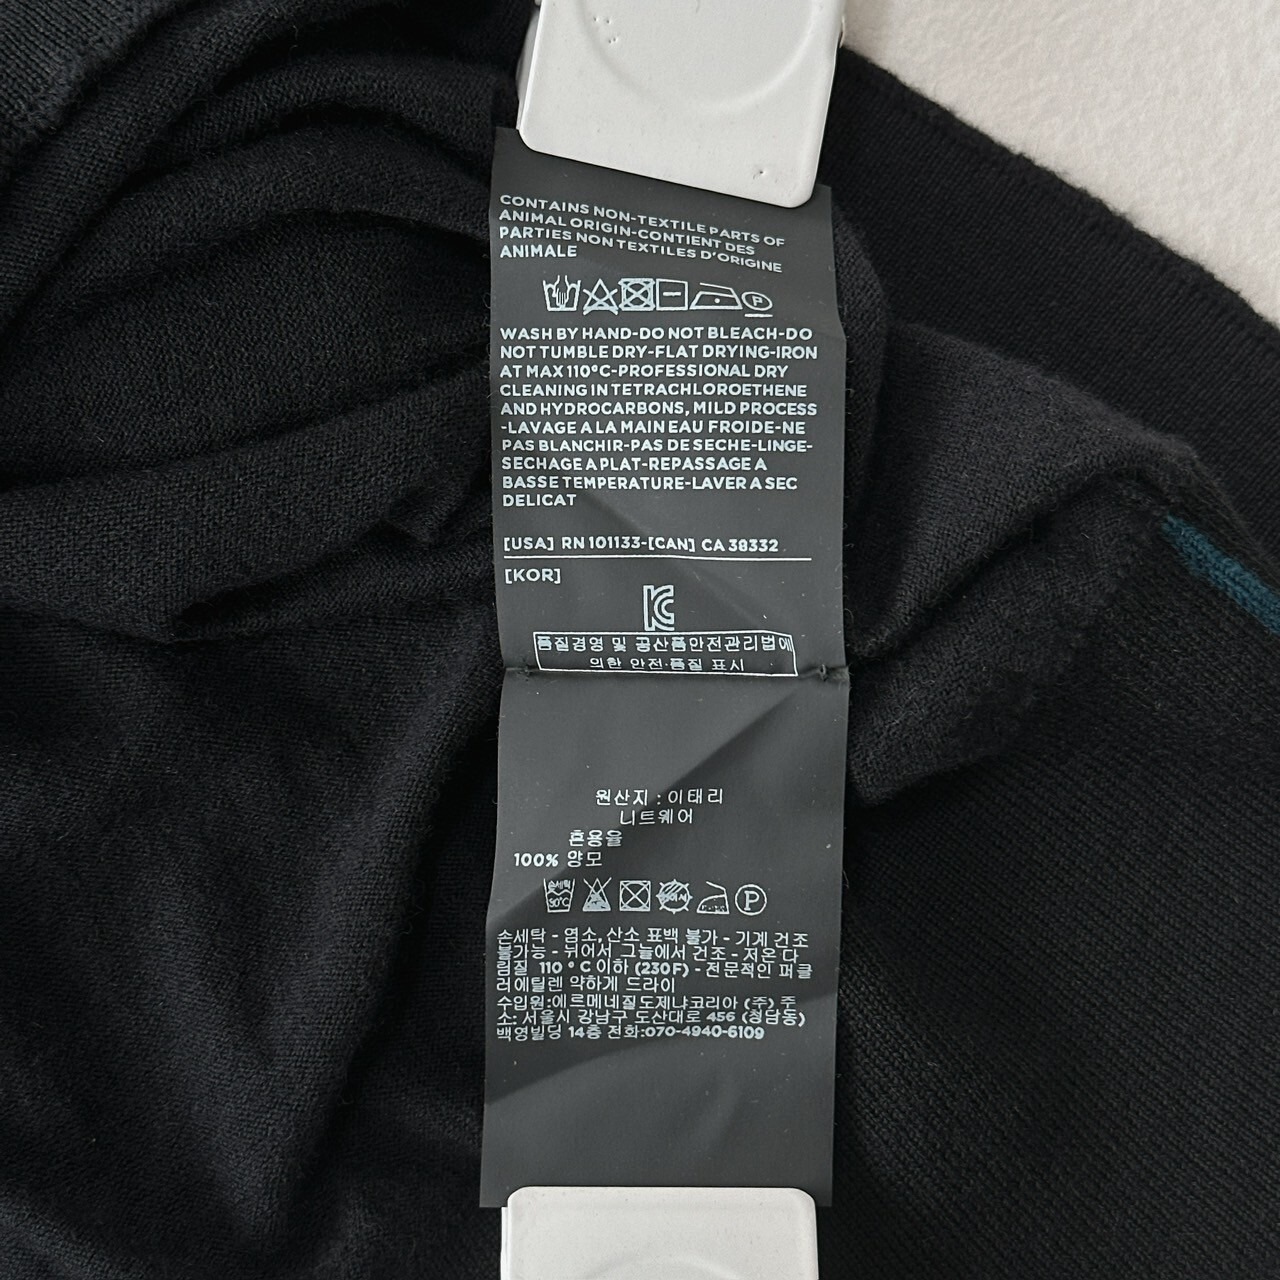 CONTAINS NON-TEXTILE PARTS OF
ANIMAL ORIGIN-CONTIENT DES
PARTIES NON TEXTILES D'ORIGINE
ANIMALE
P
WASH BY HAND-DO NOT BLEACH-DO
NOT TUMBLE DRY-FLAT DRYING-IRON
AT MAX 110°C-PROFESSIONAL DRY
CLEANING IN TETRACHLOROETHENE
AND HYDROCARBONS, MILD PROCESS
-LAVAGE A LA MAIN EAU FROIDE-NE
PAS BLANCHIR-PAS DE SECHE-LINGE-
SECHAGE A PLAT-REPASSAGE A
BASSE TEMPERATURE-LAVER A SEC
DELICAT
[USA] RN 101133-[CAN] CA 38332
[KOR]
품질경영 및 공산품안전관리법에
의한 안전·품질 표시
원산지 : 이태리
니트웨어
혼용율
100% 양모
손세탁 30°C P
손세탁 - 염소, 산소 표백 불가 - 기계 건조
불가능 - 뉘어서 그늘에서 건조 - 저온 다
림질 110 ° C 이하 (230F) - 전문적인 퍼클
러에틸렌 약하게 드라이
수입원:에르메네질도제냐코리아 (주) 주
소: 서울시 강남구 도산대로 456 (청담동)
백영빌딩 14층 전화:070-4940-6109